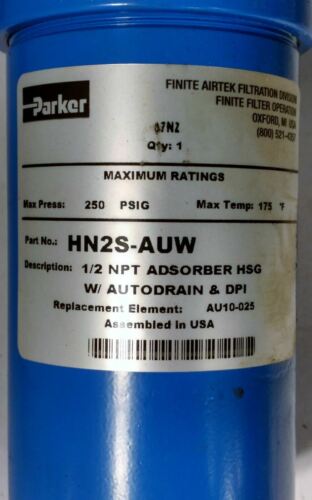 Parker
FINITE AIRTEK FILTRATION DIVISION
FINITE FILTER OPERATION
OXFORD, MI USA
(800) 521-4357
Qty: 1
MAXIMUM RATINGS
Max Press: 250 PSIG Max Temp: 175 °F
Part No.: HN2S-AUW
Description: 1/2 NPT ADSORBER HSG
W/ AUTODRAIN & DPI
Replacement Element: AU10-025
Assembled in USA